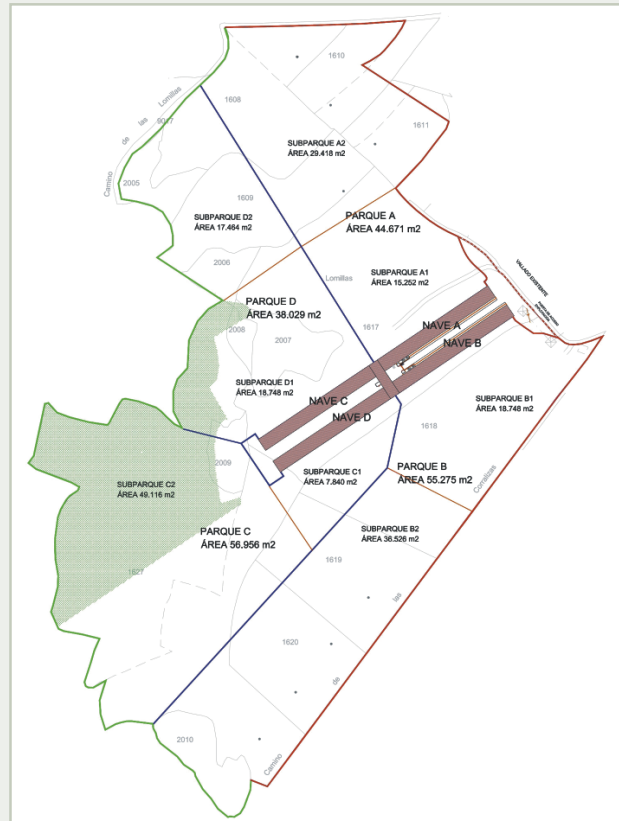 1610
1608
Lomillas
las
de
Camino
9017
1611
SUBPARQUE A2
ÁREA 29.418 m2
2005
1609
SUBPARQUE D2
ÁREA 17.464 m2
PARQUE A
ÁREA 44.671 m2
2006
VALLADO EXISTENTE
SUBPARQUE A1
ÁREA 15.252 m2
Lomillas
PARQUE D
ÁREA 38.029 m2
2008
1617
2007
NAVE A
NAVE B
SUBPARQUE D1
ÁREA 18.748 m2
NAVE C
NAVE D
SUBPARQUE B1
ÁREA 18.748 m2
1618
2009
SUBPARQUE C1
ÁREA 7.840 m2
PARQUE B
ÁREA 55.275 m2
Corralizas
SUBPARQUE C2
ÁREA 49.116 m2
PARQUE C
ÁREA 56.956 m2
SUBPARQUE B2
ÁREA 36.526 m2
1619
1627
las
1620
de
2010
Camino